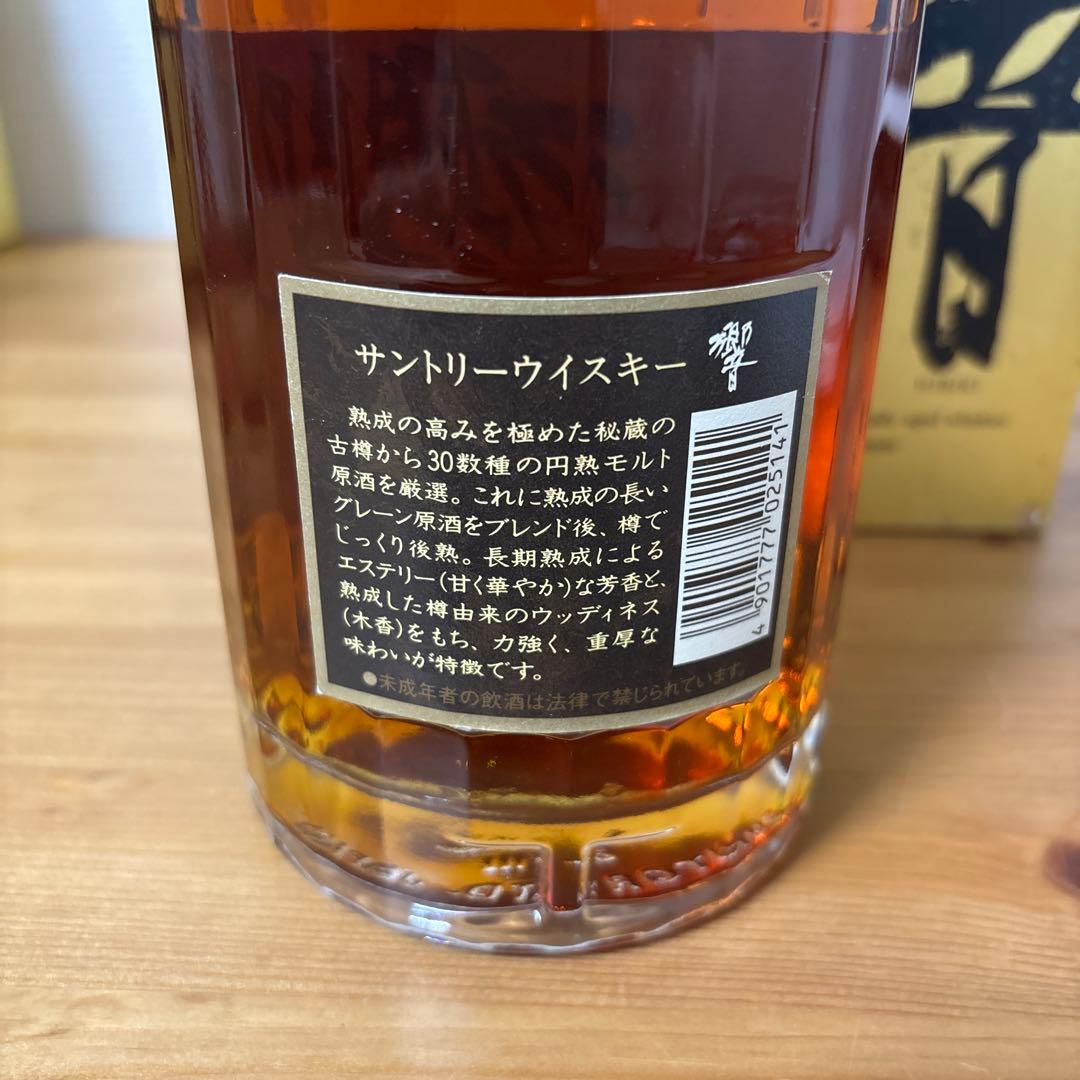 サントリーウイスキー 響
熟成の高みを極めた秘蔵の
古樽から30数種の円熟モルト
原酒を厳選。これに熟成の長い
グレーン原酒をブレンド後、樽で
じっくり後熟。長期熟成による
エステリー(甘く華やか)な芳香と、
熟成した樽由来のウッディネス
(木香)をもち、力強く、重厚な
味わいが特徴です。
●未成年者の飲酒は法律で禁じられています。
4 901777 025141